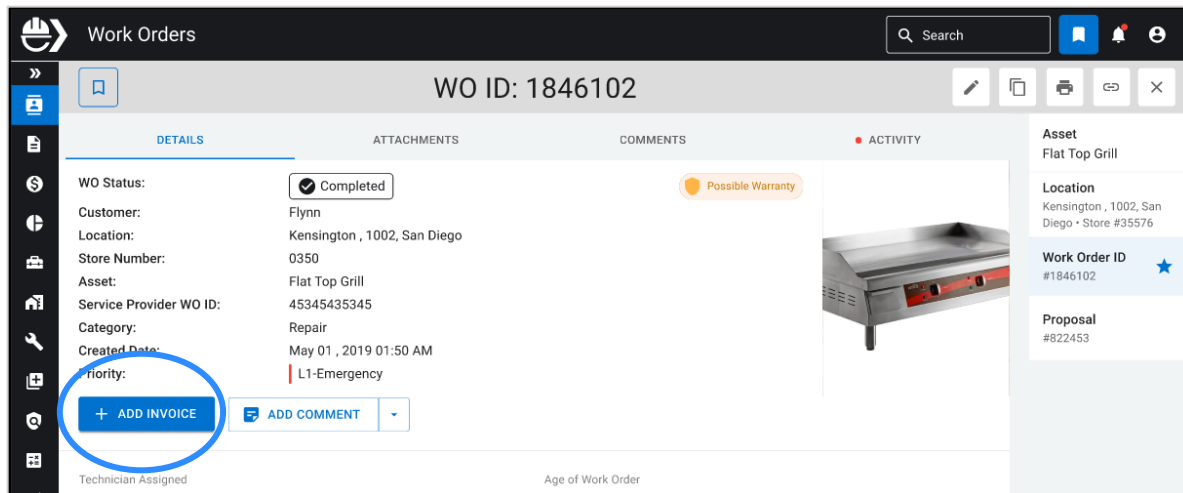 Work Orders
Search
WO ID: 1846102
DETAILS
ATTACHMENTS
COMMENTS
ACTIVITY
WO Status:
Completed
Possible Warranty
Customer:
Flynn
Location:
Kensington , 1002, San Diego
Store Number:
0350
Asset:
Flat Top Grill
Service Provider WO ID:
45345435345
Category:
Repair
Created Date:
May 01 , 2019 01:50 AM
Priority:
L1-Emergency
+ ADD INVOICE
ADD COMMENT
Technician Assigned
Age of Work Order
Asset
Flat Top Grill
Location
Kensington , 1002, San
Diego • Store #35576
Work Order ID
#1846102
Proposal
#822453